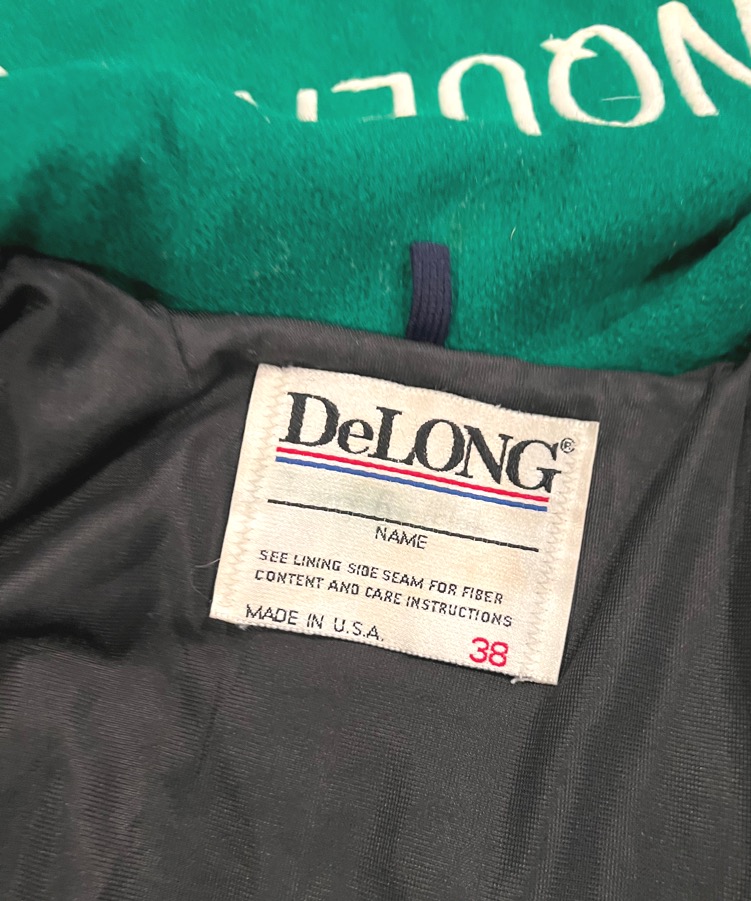 DeLONG®
NAME
SEE LINING SIDE SEAM FOR FIBER
CONTENT AND CARE INSTRUCTIONS
MADE IN U.S.A.
38